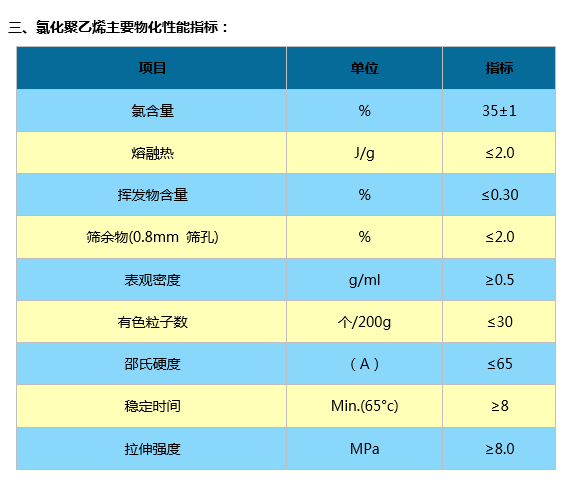 三、氯化聚乙烯主要物化性能指标：
项目 单位 指标
氯含量 % 35±1
熔融热 J/g ≤2.0
挥发物含量 % ≤0.30
筛余物(0.8mm 筛孔) % ≤2.0
表观密度 g/ml ≥0.5
有色粒子数 个/200g ≤30
邵氏硬度 （A） ≤65
稳定时间 Min.(65°c) ≥8
拉伸强度 MPa ≥8.0